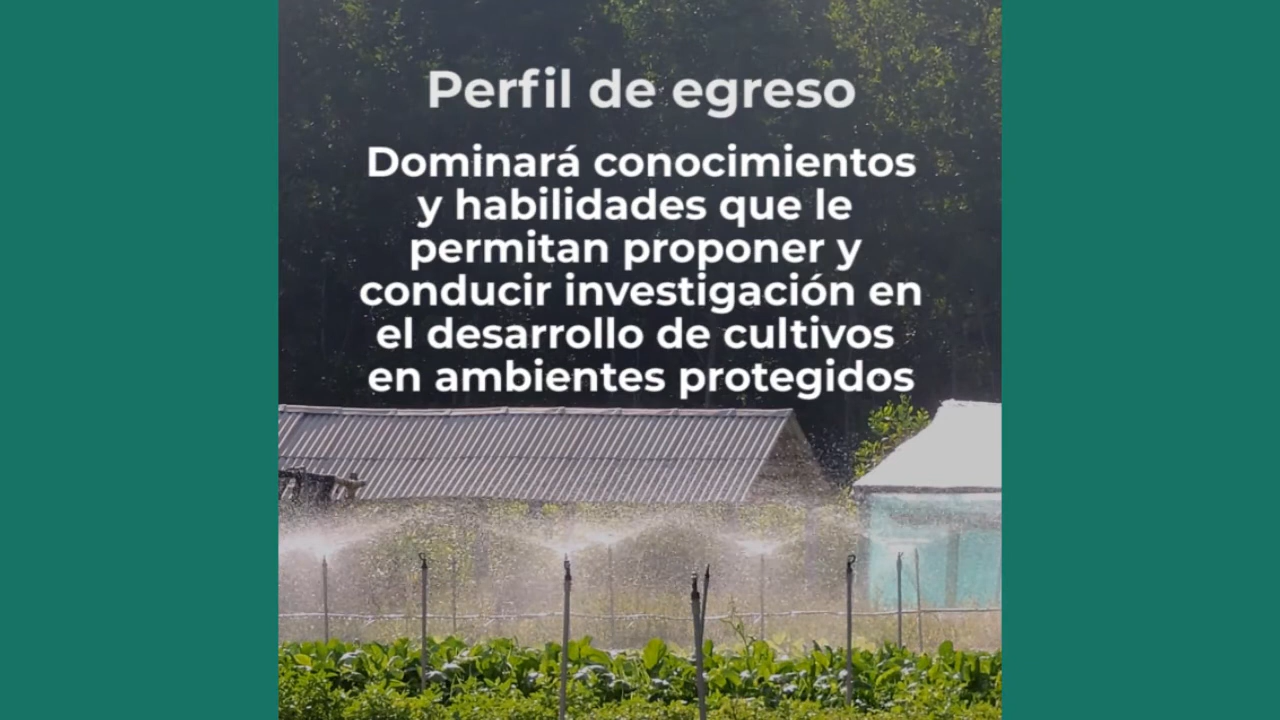 Perfil de egreso
Dominará conocimientos
y habilidades que le
permitan proponer y
conducir investigación en
el desarrollo de cultivos
en ambientes protegidos